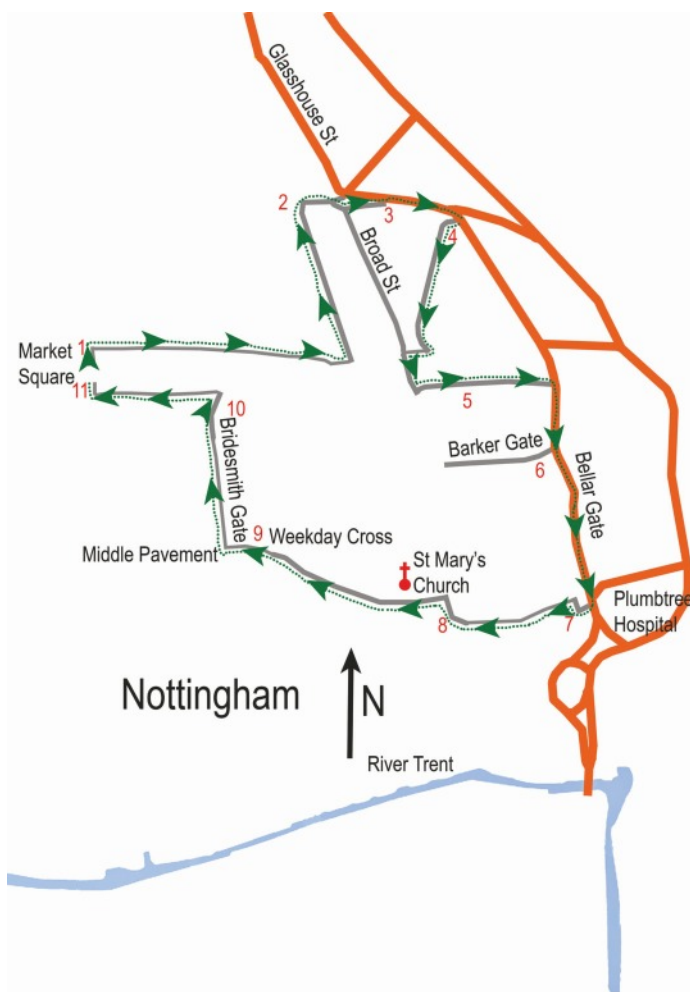 Glasshouse St
2
3
4
Broad St
1
Market
Square
11
10
5
Barker Gate
6
Bellar Gate
Bridesmith Gate
9
Weekday Cross
Middle Pavement
St Mary's
Church
Plumbtree
Hospital
8
7
Nottingham
N
River Trent